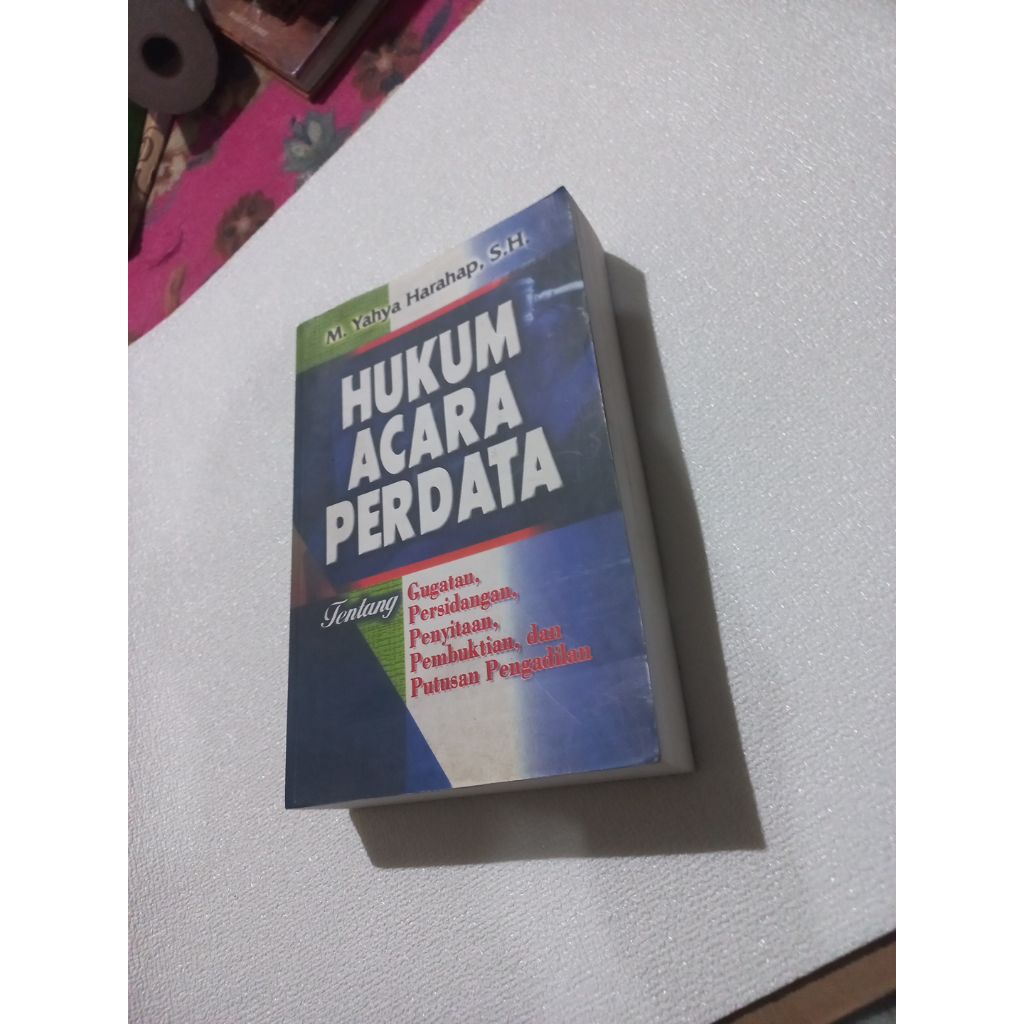 M. Yahya Harahap, S.H.
HUKUM
ACARA
PERDATA
Tentang
Gugatan,
Persidangan,
Penyitaan,
Pembuktian, dan
Putusan Pengadilan